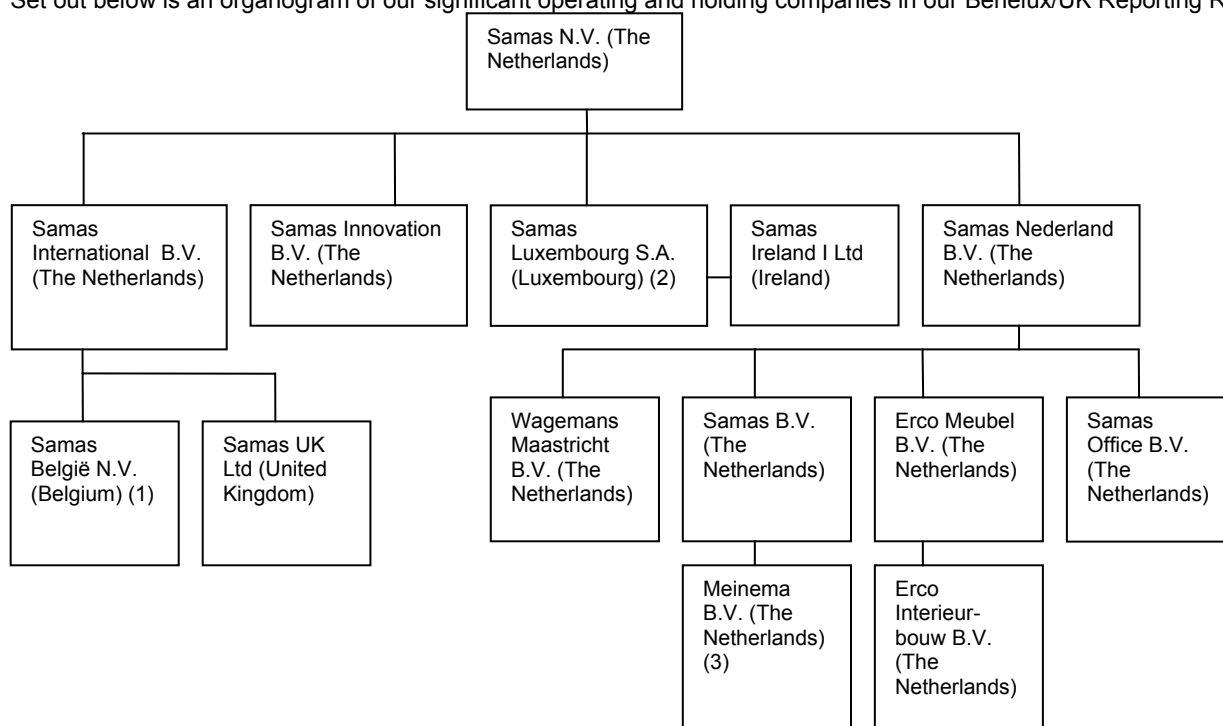 Set out below is an organogram of our significant operating and holding companies in our Benelux/UK Reporting
Samas N.V. (The
Netherlands)
Samas
International B.V.
(The Netherlands)
Samas Innovation
B.V. (The
Netherlands)
Samas
Luxembourg S.A.
(Luxembourg) (2)
Samas
Ireland I Ltd
(Ireland)
Samas Nederland
B.V. (The
Netherlands)
Samas
België N.V.
(Belgium) (1)
Samas UK
Ltd (United
Kingdom)
Wagemans
Maastricht
B.V. (The
Netherlands)
Samas B.V.
(The
Netherlands)
Erco Meubel
B.V. (The
Netherlands)
Samas
Office B.V.
(The
Netherlands)
Meinema
B.V. (The
Netherlands)
(3)
Erco
Interieur-
bouw B.V.
(The
Netherlands)